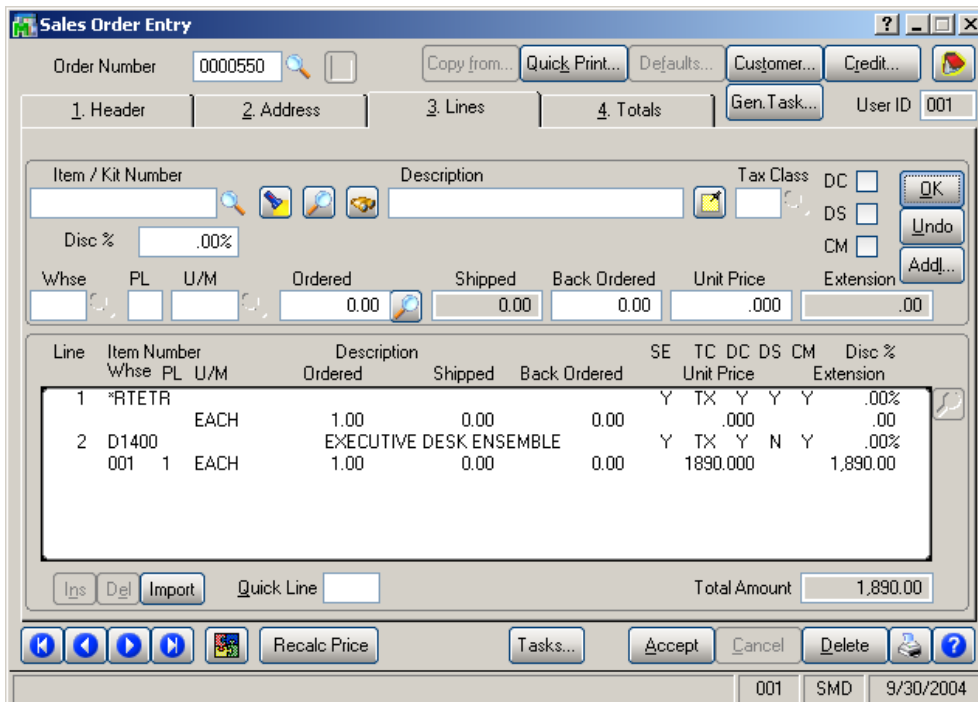 Sales Order Entry
Order Number 0000550 Copy from... Quick Print... Defaults... Customer... Credit...
1. Header 2. Address 3. Lines 4. Totals Gen.Task... User ID 001
Item / Kit Number Description Tax Class DC OK
DS Undo
Disc % .00% CM Addl...
Whse PL U/M Ordered Shipped Back Ordered Unit Price Extension
0.00 0.00 0.00 .000 .00
Line Item Number Description SE TC DC DS CM Disc %
Whse PL U/M Ordered Shipped Back Ordered Unit Price Extension
1 *RTETR Y TX Y Y Y .00%
EACH 1.00 0.00 0.00 .000 .00
2 D1400 EXECUTIVE DESK ENSEMBLE Y TX Y N Y .00%
001 1 EACH 1.00 0.00 0.00 1890.000 1,890.00
Ins Del Import Quick Line Total Amount 1,890.00
Recalc Price Tasks... Accept Cancel Delete ?
001 SMD 9/30/2004